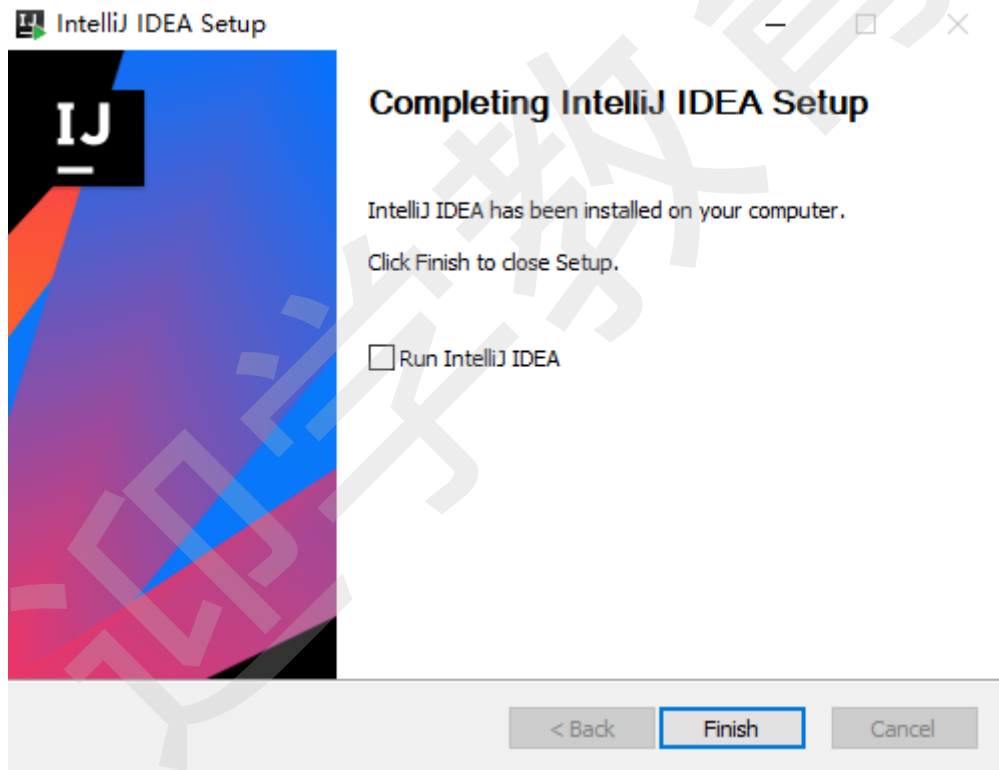 IntelliJ IDEA Setup
IJ
Completing IntelliJ IDEA Setup
IntelliJ IDEA has been installed on your computer.
Click Finish to close Setup.
Run IntelliJ IDEA
< Back
Finish
Cancel